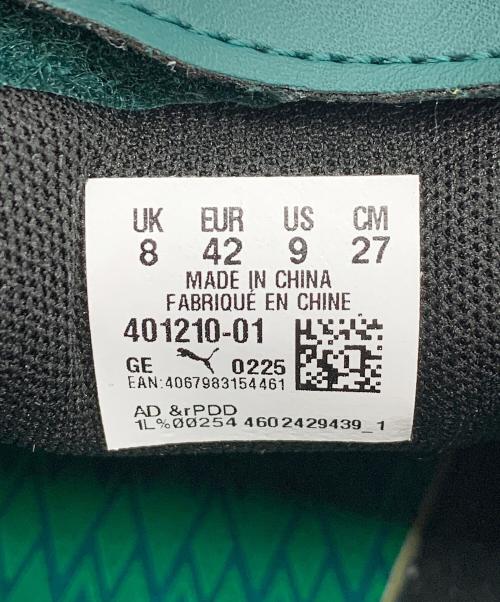 UK EUR US CM
8 42 9 27
MADE IN CHINA
FABRIQUÉ EN CHINE
401210-01
GE 0225
EAN:4067983154461
AD &rPDD
1L%00254 4602429439_1